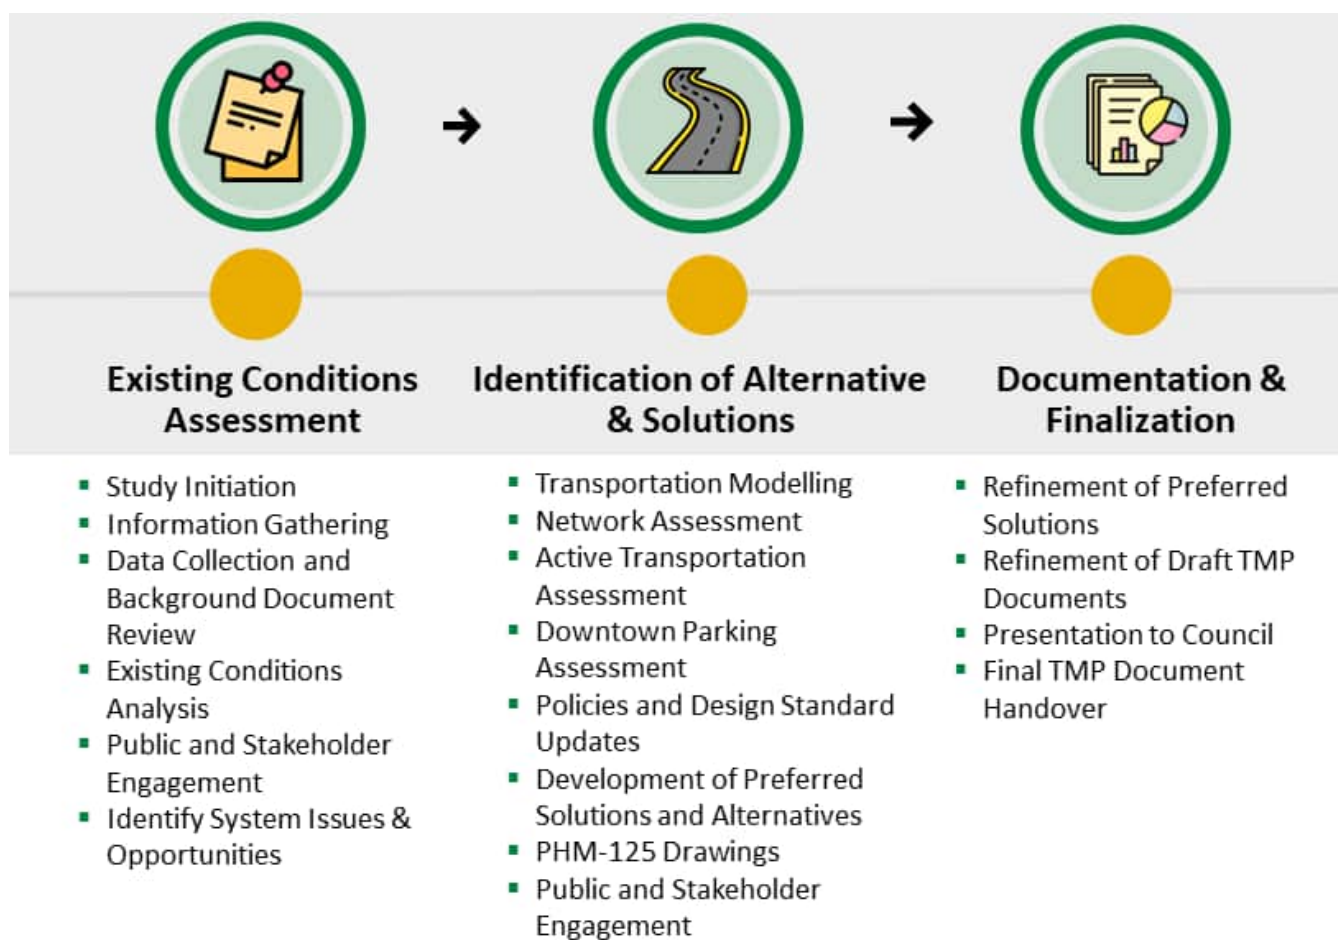 Existing Conditions
Assessment
▪ Study Initiation
▪ Information Gathering
▪ Data Collection and
Background Document
Review
▪ Existing Conditions
Analysis
▪ Public and Stakeholder
Engagement
▪ Identify System Issues &
Opportunities
Identification of Alternative
& Solutions
▪ Transportation Modelling
▪ Network Assessment
▪ Active Transportation
Assessment
▪ Downtown Parking
Assessment
▪ Policies and Design Standard
Updates
▪ Development of Preferred
Solutions and Alternatives
▪ PHM-125 Drawings
▪ Public and Stakeholder
Engagement
Documentation &
Finalization
▪ Refinement of Preferred
Solutions
▪ Refinement of Draft TMP
Documents
▪ Presentation to Council
▪ Final TMP Document
Handover